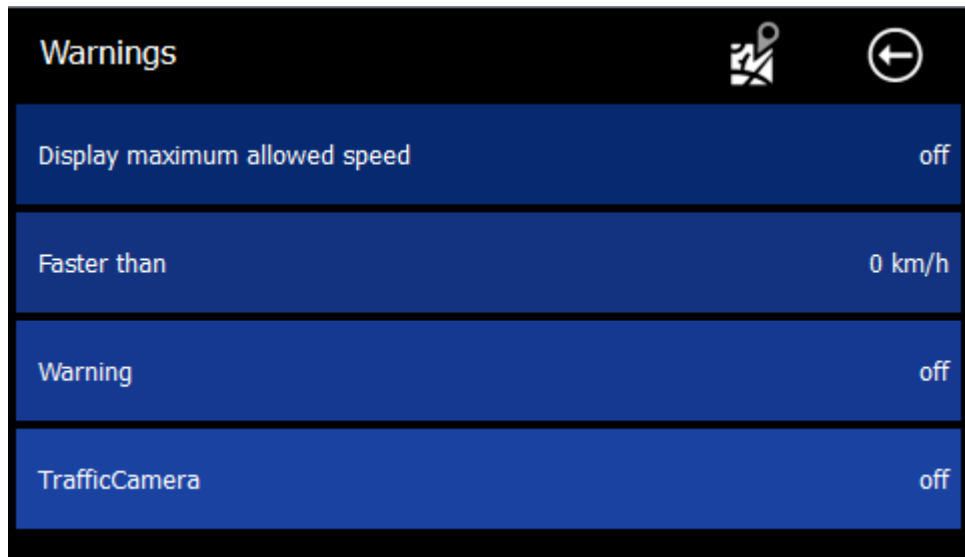 Warnings
Display maximum allowed speed off
Faster than 0 km/h
Warning off
TrafficCamera off